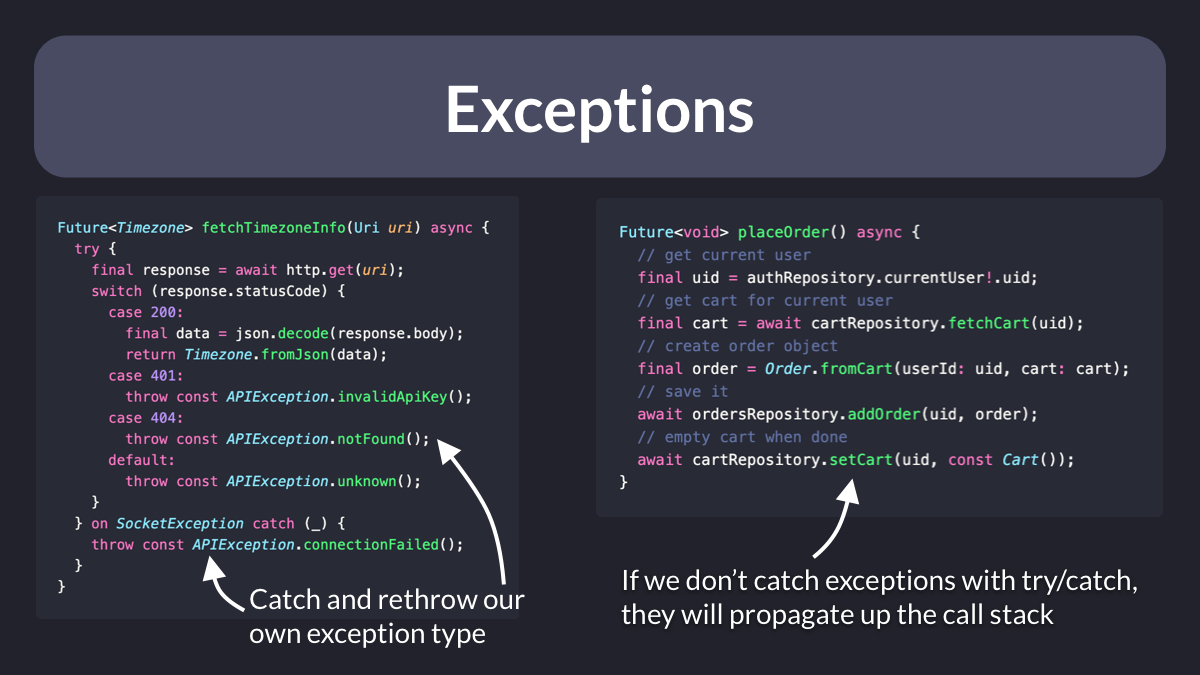 Exceptions
Future<Timezone> fetchTimezoneInfo(Uri uri) async {
  try {
    final response = await http.get(uri);
    switch (response.statusCode) {
      case 200:
        final data = json.decode(response.body);
        return Timezone.fromJson(data);
      case 401:
        throw const APIException.invalidApiKey();
      case 404:
        throw const APIException.notFound();
      default:
        throw const APIException.unknown();
    }
  } on SocketException catch (_) {
    throw const APIException.connectionFailed();
  }
}
Catch and rethrow our
own exception type
Future<void> placeOrder() async {
  // get current user
  final uid = authRepository.currentUser!.uid;
  // get cart for current user
  final cart = await cartRepository.fetchCart(uid);
  // create order object
  final order = Order.fromCart(userId: uid, cart: cart);
  // save it
  await ordersRepository.addOrder(uid, order);
  // empty cart when done
  await cartRepository.setCart(uid, const Cart());
}
If we don’t catch exceptions with try/catch,
they will propagate up the call stack